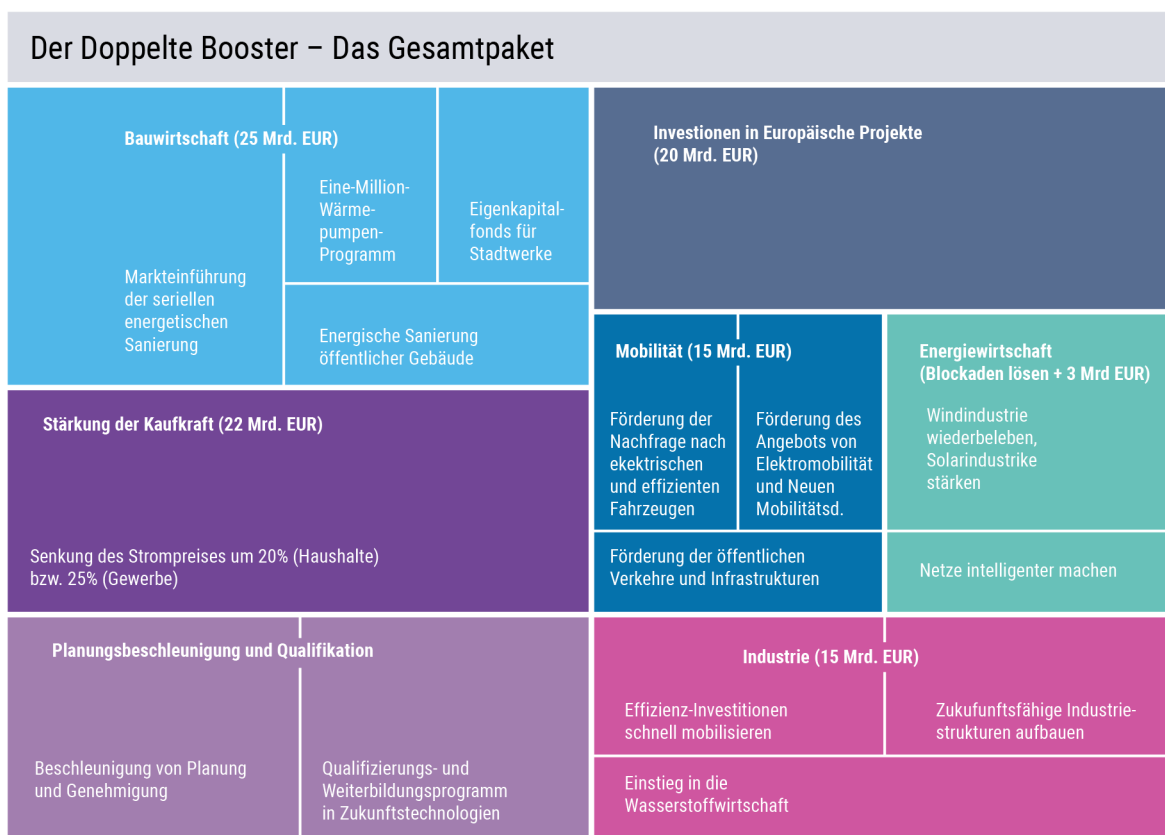 Der Doppelte Booster – Das Gesamtpaket
Bauwirtschaft (25 Mrd. EUR)
Markteinführung
der seriellen
energetischen
Sanierung
Eine-Million-
Wärme-
pumpen-
Programm
Eigenkapital-
fonds für
Stadtwerke
Energische Sanierung
öffentlicher Gebäude
Investionen in Europäische Projekte
(20 Mrd. EUR)
Stärkung der Kaufkraft (22 Mrd. EUR)
Senkung des Strompreises um 20% (Haushalte)
bzw. 25% (Gewerbe)
Mobilität (15 Mrd. EUR)
Förderung der
Nachfrage nach
ekektrischen
und effizienten
Fahrzeugen
Förderung des
Angebots von
Elektromobilität
und Neuen
Mobilitätsd.
Förderung der öffentlichen
Verkehre und Infrastrukturen
Energiewirtschaft
(Blockaden lösen + 3 Mrd EUR)
Windindustrie
wiederbeleben,
Solarindustrike
stärken
Netze intelligenter machen
Planungsbeschleunigung und Qualifikation
Beschleunigung von Planung
und Genehmigung
Qualifizierungs- und
Weiterbildungsprogramm
in Zukunftstechnologien
Industrie (15 Mrd. EUR)
Effizienz-Investitionen
schnell mobilisieren
Zukufunftsfähige Industrie-
strukturen aufbauen
Einstieg in die
Wasserstoffwirtschaft